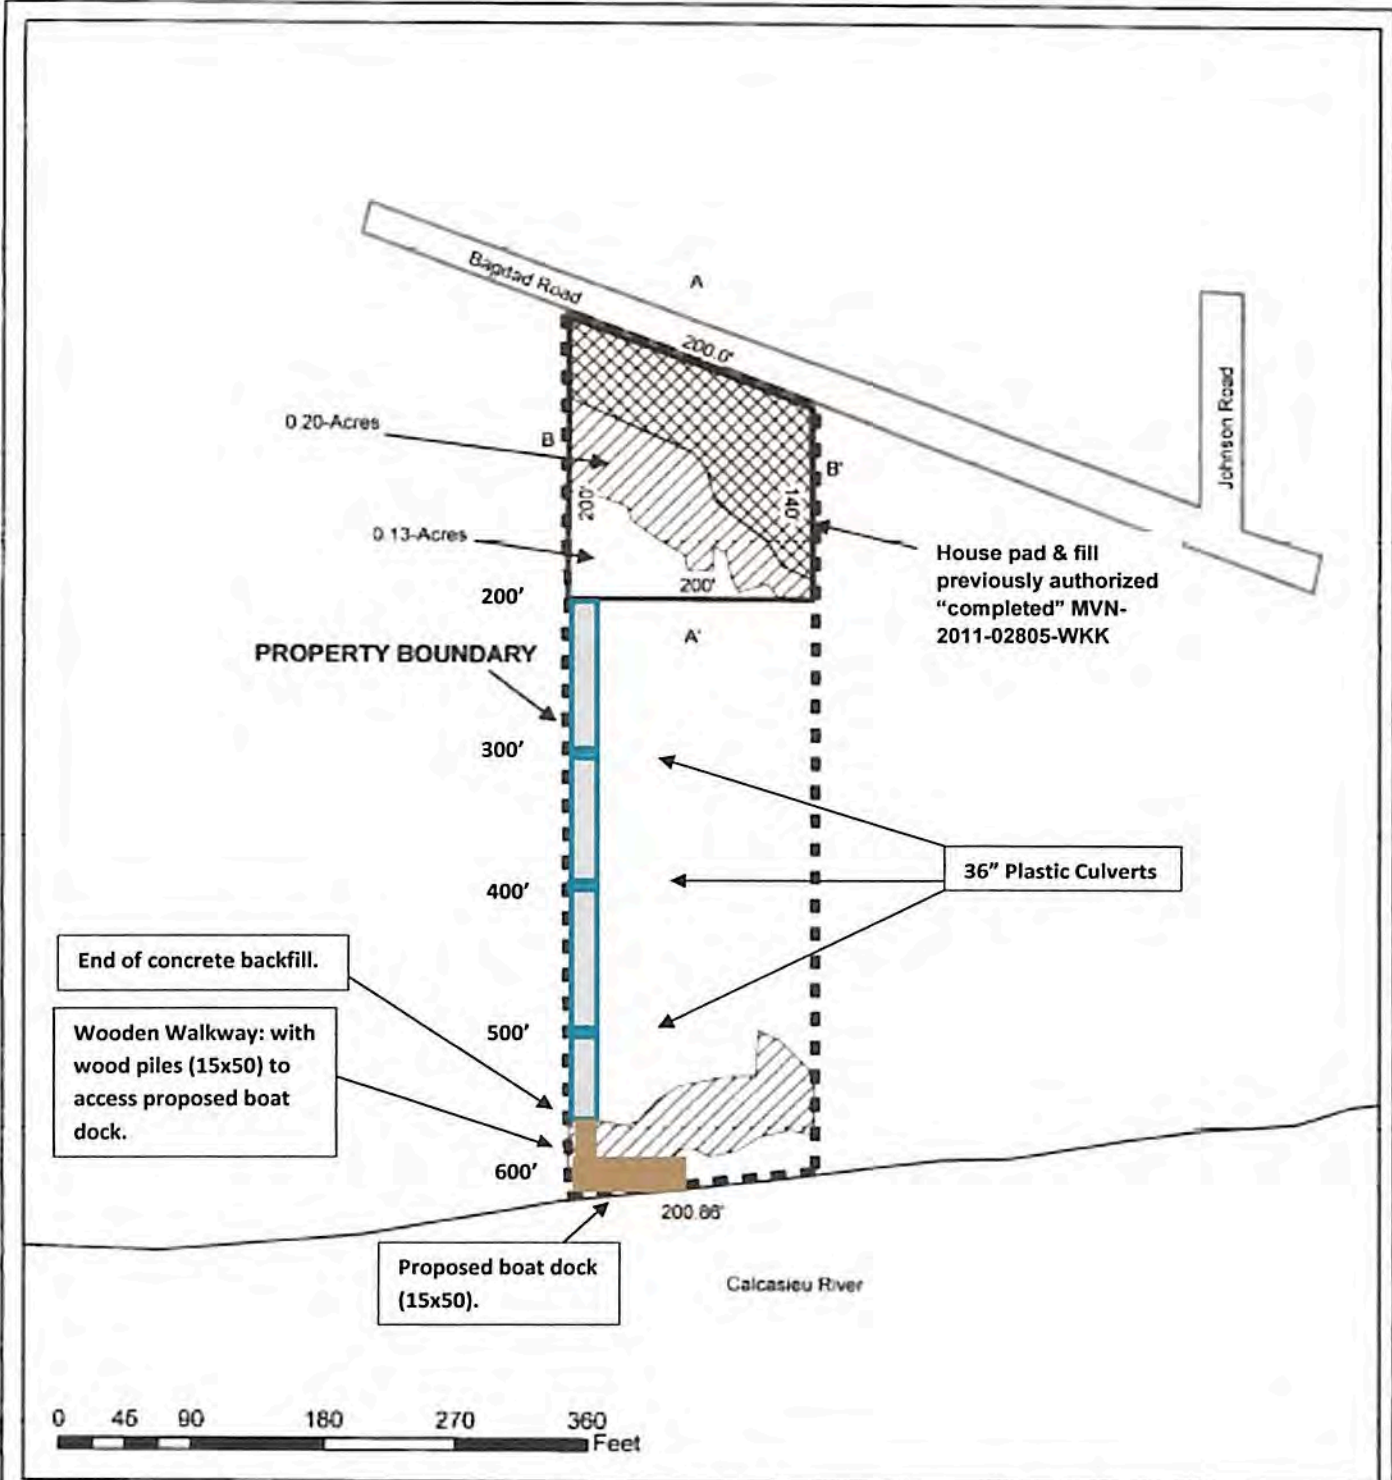 Bagdad Road
A
200.0'
Johnson Road
0.20-Acres
B
B'
200'
140'
0.13-Acres
House pad & fill
previously authorized
“completed” MVN-
2011-02805-WKK
200'
200’
A'
PROPERTY BOUNDARY
300’
36” Plastic Culverts
400’
End of concrete backfill.
Wooden Walkway: with
wood piles (15x50) to
access proposed boat
dock.
500’
600’
200.86'
Proposed boat dock
(15x50).
Calcasieu River
0 45 90 180 270 360
Feet